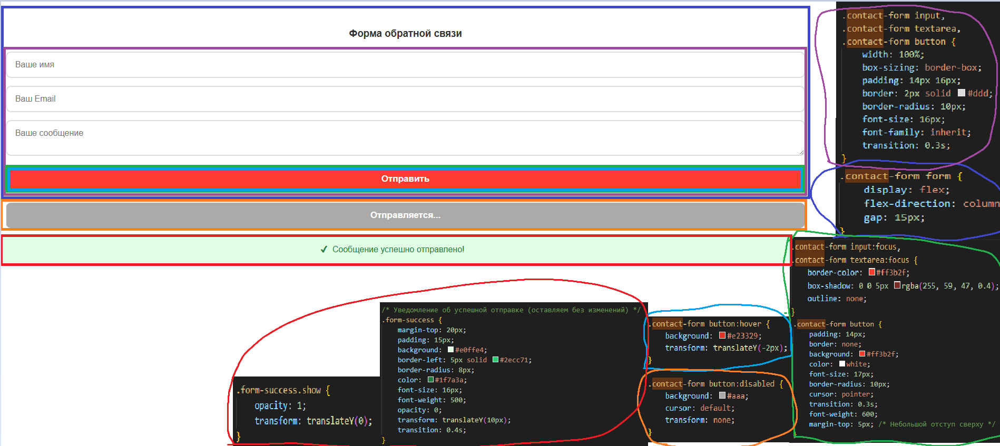 Форма обратной связи
Ваше имя
Ваш Email
Ваше сообщение
Отправить
Отправляется...
✔ Сообщение успешно отправлено!
.contact-form input,
.contact-form textarea,
.contact-form button {
width: 100%;
box-sizing: border-box;
padding: 14px 16px;
border: 2px solid #ddd;
border-radius: 10px;
font-size: 16px;
font-family: inherit;
transition: 0.3s;
}
.contact-form form {
display: flex;
flex-direction: column
gap: 15px;
}
.contact-form input:focus,
.contact-form textarea:focus {
border-color: #ff3b2f;
box-shadow: 0 0 5px rgba(255, 59, 47, 0.4);
outline: none;
}
.contact-form button {
padding: 14px;
border: none;
background: #ff3b2f;
color: white;
font-size: 17px;
border-radius: 10px;
cursor: pointer;
transition: 0.3s;
font-weight: 600;
margin-top: 5px; /* Небольшой отступ сверху */
}
.contact-form button:hover {
background: #e23329;
transform: translateY(-2px);
}
.contact-form button:disabled {
background: #aaa;
cursor: default;
transform: none;
}
/* Уведомление об успешной отправке (оставляем без изменений) */
.form-success {
margin-top: 20px;
padding: 15px;
background: #e0ffe4;
border-left: 5px solid #2ecc71;
border-radius: 8px;
color: #1f7a3a;
font-size: 16px;
font-weight: 500;
opacity: 0;
transform: translateY(10px);
transition: 0.4s;
}
.form-success.show {
opacity: 1;
transform: translateY(0);
}